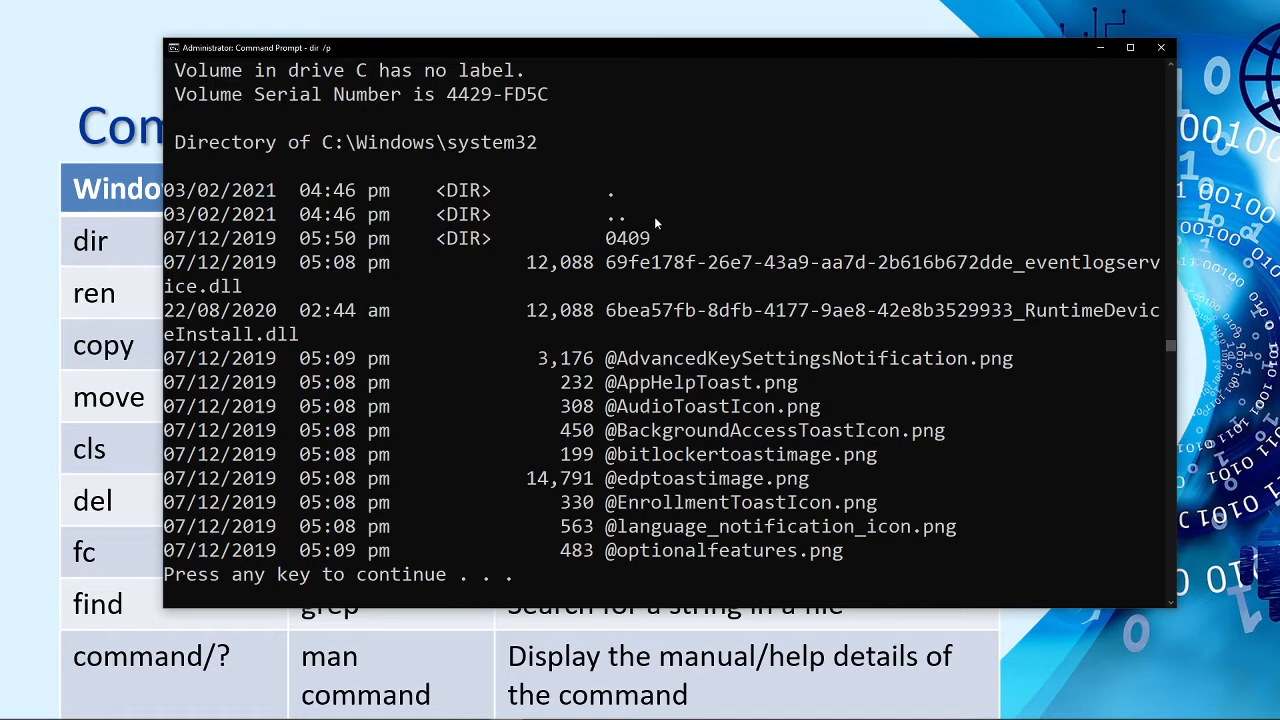 Administrator: Command Prompt - dir /p
Volume in drive C has no label.
Volume Serial Number is 4429-FD5C
Directory of C:\Windows\system32
03/02/2021 04:46 pm <DIR> .
03/02/2021 04:46 pm <DIR> ..
07/12/2019 05:50 pm <DIR> 0409
07/12/2019 05:08 pm 12,088 69fe178f-26e7-43a9-aa7d-2b616b672dde_eventlogserv
ice.dll
22/08/2020 02:44 am 12,088 6bea57fb-8dfb-4177-9ae8-42e8b3529933_RuntimeDevic
eInstall.dll
07/12/2019 05:09 pm 3,176 @AdvancedKeySettingsNotification.png
07/12/2019 05:08 pm 232 @AppHelpToast.png
07/12/2019 05:08 pm 308 @AudioToastIcon.png
07/12/2019 05:08 pm 450 @BackgroundAccessToastIcon.png
07/12/2019 05:08 pm 199 @bitlockertoastimage.png
07/12/2019 05:08 pm 14,791 @edptoastimage.png
07/12/2019 05:08 pm 330 @EnrollmentToastIcon.png
07/12/2019 05:08 pm 563 @language_notification_icon.png
07/12/2019 05:09 pm 483 @optionalfeatures.png
Press any key to continue . . .
Com
Windo
dir
ren
copy
move
cls
del
fc
find grep Search for a string in a file
command/? man Display the manual/help details of
command the command